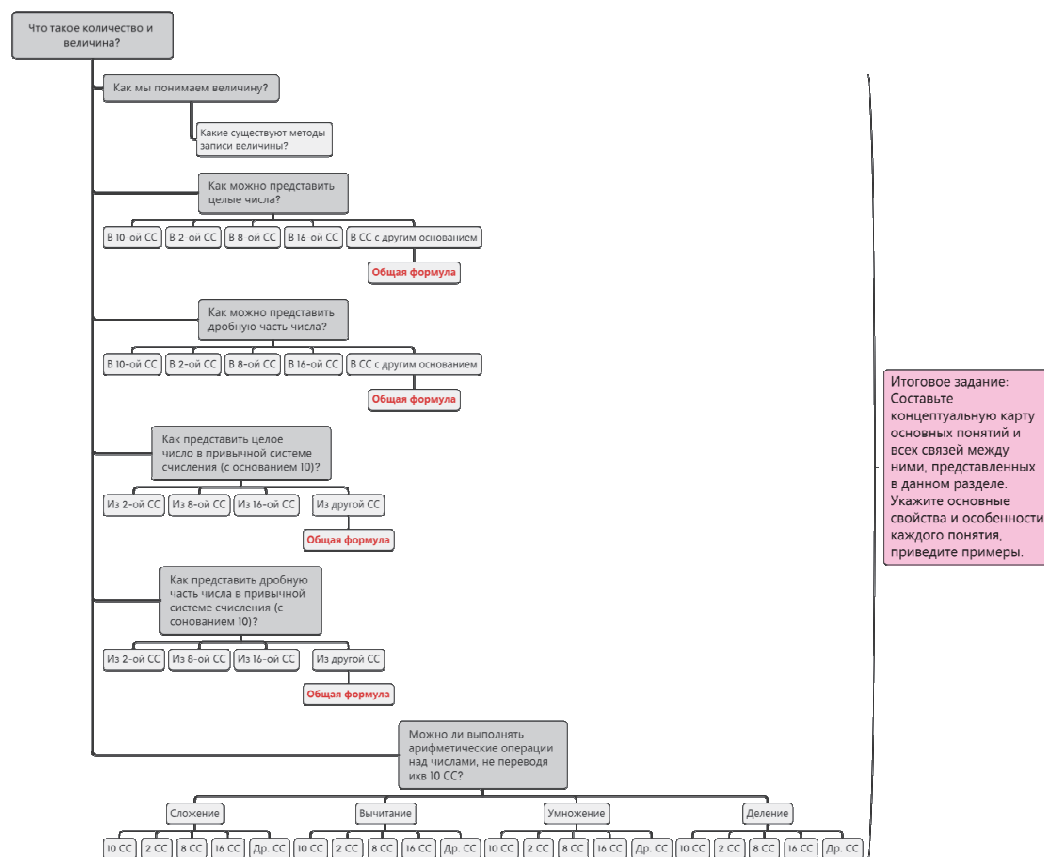 Что такое количество и
величина?
Как мы понимаем величину?
Какие существуют методы
записи величины?
Как можно представить
целые числа?
В 10-ой СС В 2-ой СС В 8-ой СС В 16-ой СС В СС с другим основанием
Общая формула
Как можно представить
дробную часть числа?
В 10-ой СС В 2-ой СС В 8-ой СС В 16-ой СС В СС с другим основанием
Общая формула
Как представить целое
число в привычной системе
счисления (с основанием 10)?
Из 2-ой СС Из 8-ой СС Из 16-ой СС Из другой СС
Общая формула
Как представить дробную
часть числа в привычной
системе счисления (с
сонованием 10)?
Из 2-ой СС Из 8-ой СС Из 16-ой СС Из другой СС
Общая формула
Можно ли выполнять
арифметические операции
над числами, не переводя
ихв 10 СС?
Сложение Вычитание Умножение Деление
10 СС 2 СС 8 СС 16 СС Др. СС 10 СС 2 СС 8 СС 16 СС Др. СС 10 СС 2 СС 8 СС 16 СС Др. СС 10 СС 2 СС 8 СС 16 СС Др. СС
Итоговое задание:
Составьте
концептуальную карту
основных понятий и
всех связей между
ними, представленных
в данном разделе.
Укажите основные
свойства и особенности
каждого понятия,
приведите примеры.